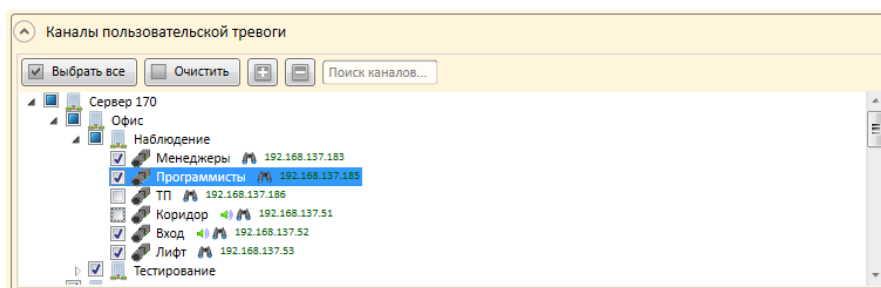 Каналы пользовательской тревоги
Выбрать все Очистить Поиск каналов...
Сервер 170
Офис
Наблюдение
Менеджеры 192.168.137.183
Программисты 192.168.137.185
ТП 192.168.137.186
Коридор 192.168.137.51
Вход 192.168.137.52
Лифт 192.168.137.53
Тестирование